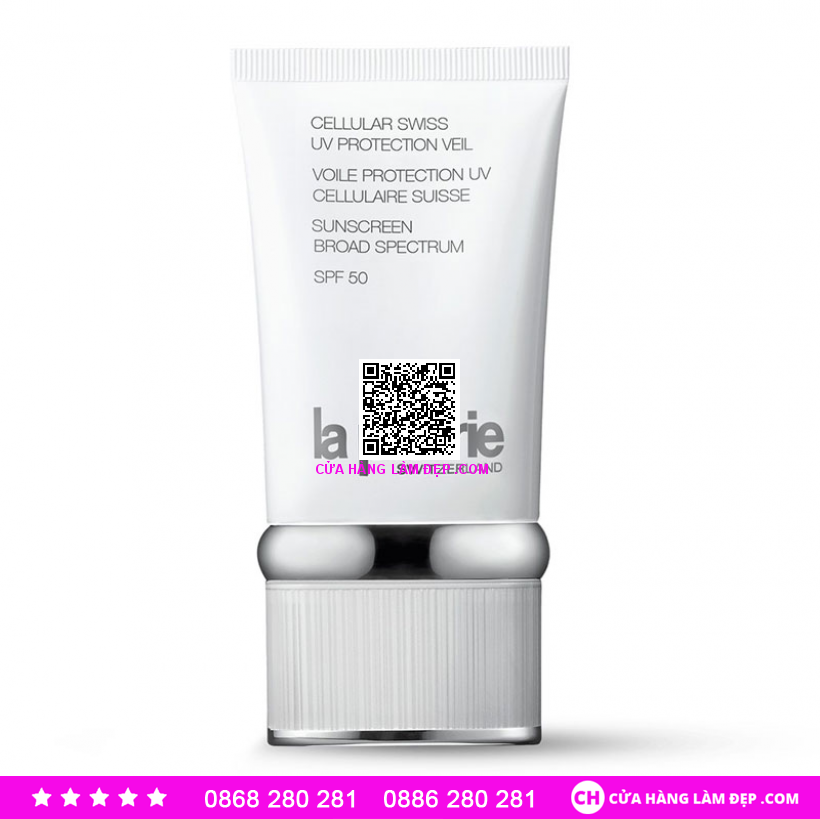 CELLULAR SWISS
UV PROTECTION VEIL
VOILE PROTECTION UV
CELLULAIRE SUISSE
SUNSCREEN
BROAD SPECTRUM
SPF 50
la
CỬA HÀNG LÀM ĐẸP .COM
SWITZERLAND
0868 280 281 0886 280 281 CH CỬA HÀNG LÀM ĐẸP .COM